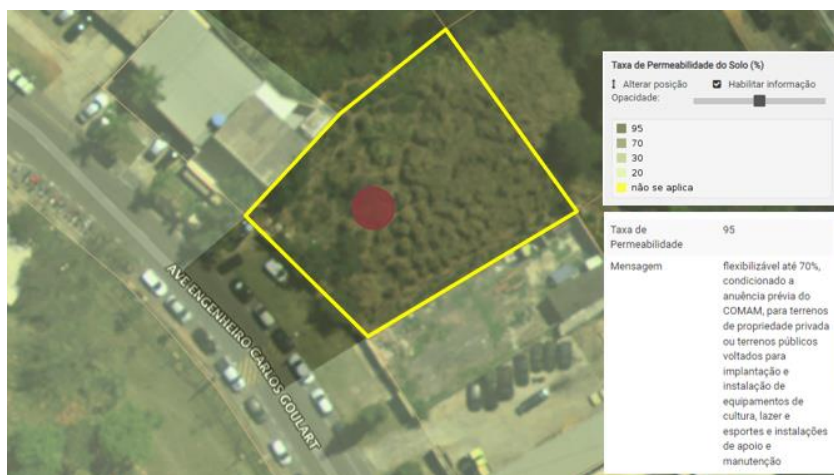 AVE ENGENHEIRO CARLOS GOULART
Taxa de Permeabilidade do Solo (%)
Alterar posição Habilitar informação
Opacidade:
95
70
30
20
não se aplica
Taxa de 95
Permeabilidade
Mensagem flexibilizável até 70%,
condicionado a
anuência prévia do
COMAM, para terrenos
de propriedade privada
ou terrenos públicos
voltados para
implantação e
instalação de
equipamentos de
cultura, lazer e
esportes e instalações
de apoio e
manutenção